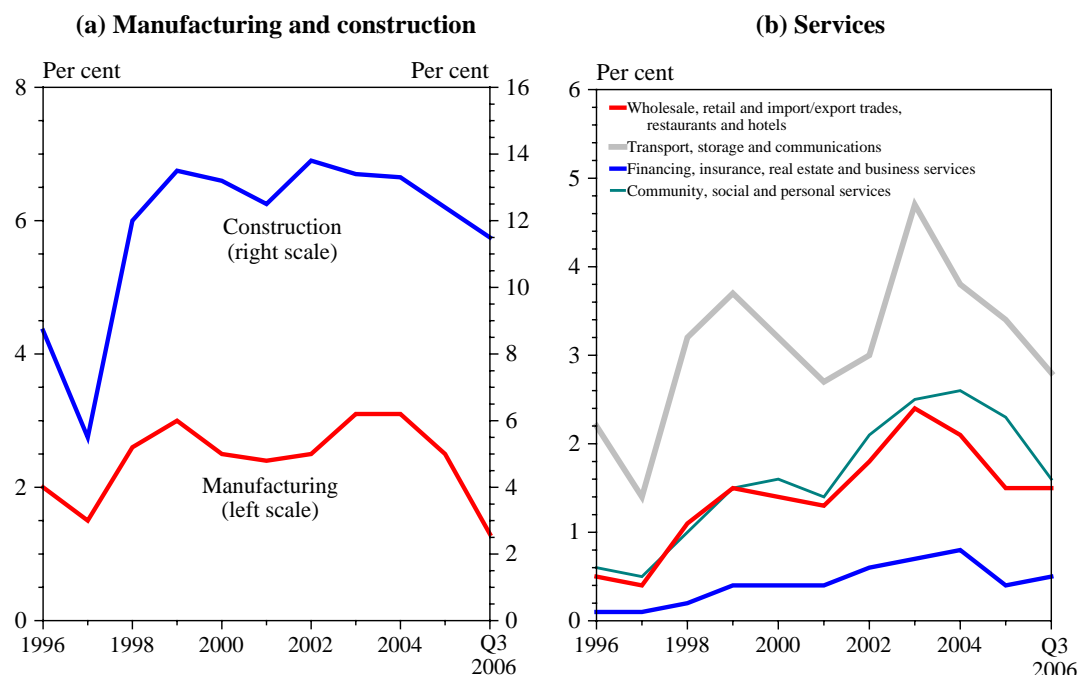 (a) Manufacturing and construction
Per cent
Per cent
8
6
4
2
0
16
14
12
10
8
6
4
2
0
Construction
(right scale)
Manufacturing
(left scale)
1996
1998
2000
2002
2004
Q3
2006
(b) Services
Per cent
6
5
4
3
2
1
0
Wholesale, retail and import/export trades,
restaurants and hotels
Transport, storage and communications
Financing, insurance, real estate and business services
Community, social and personal services
1996
1998
2000
2002
2004
Q3
2006